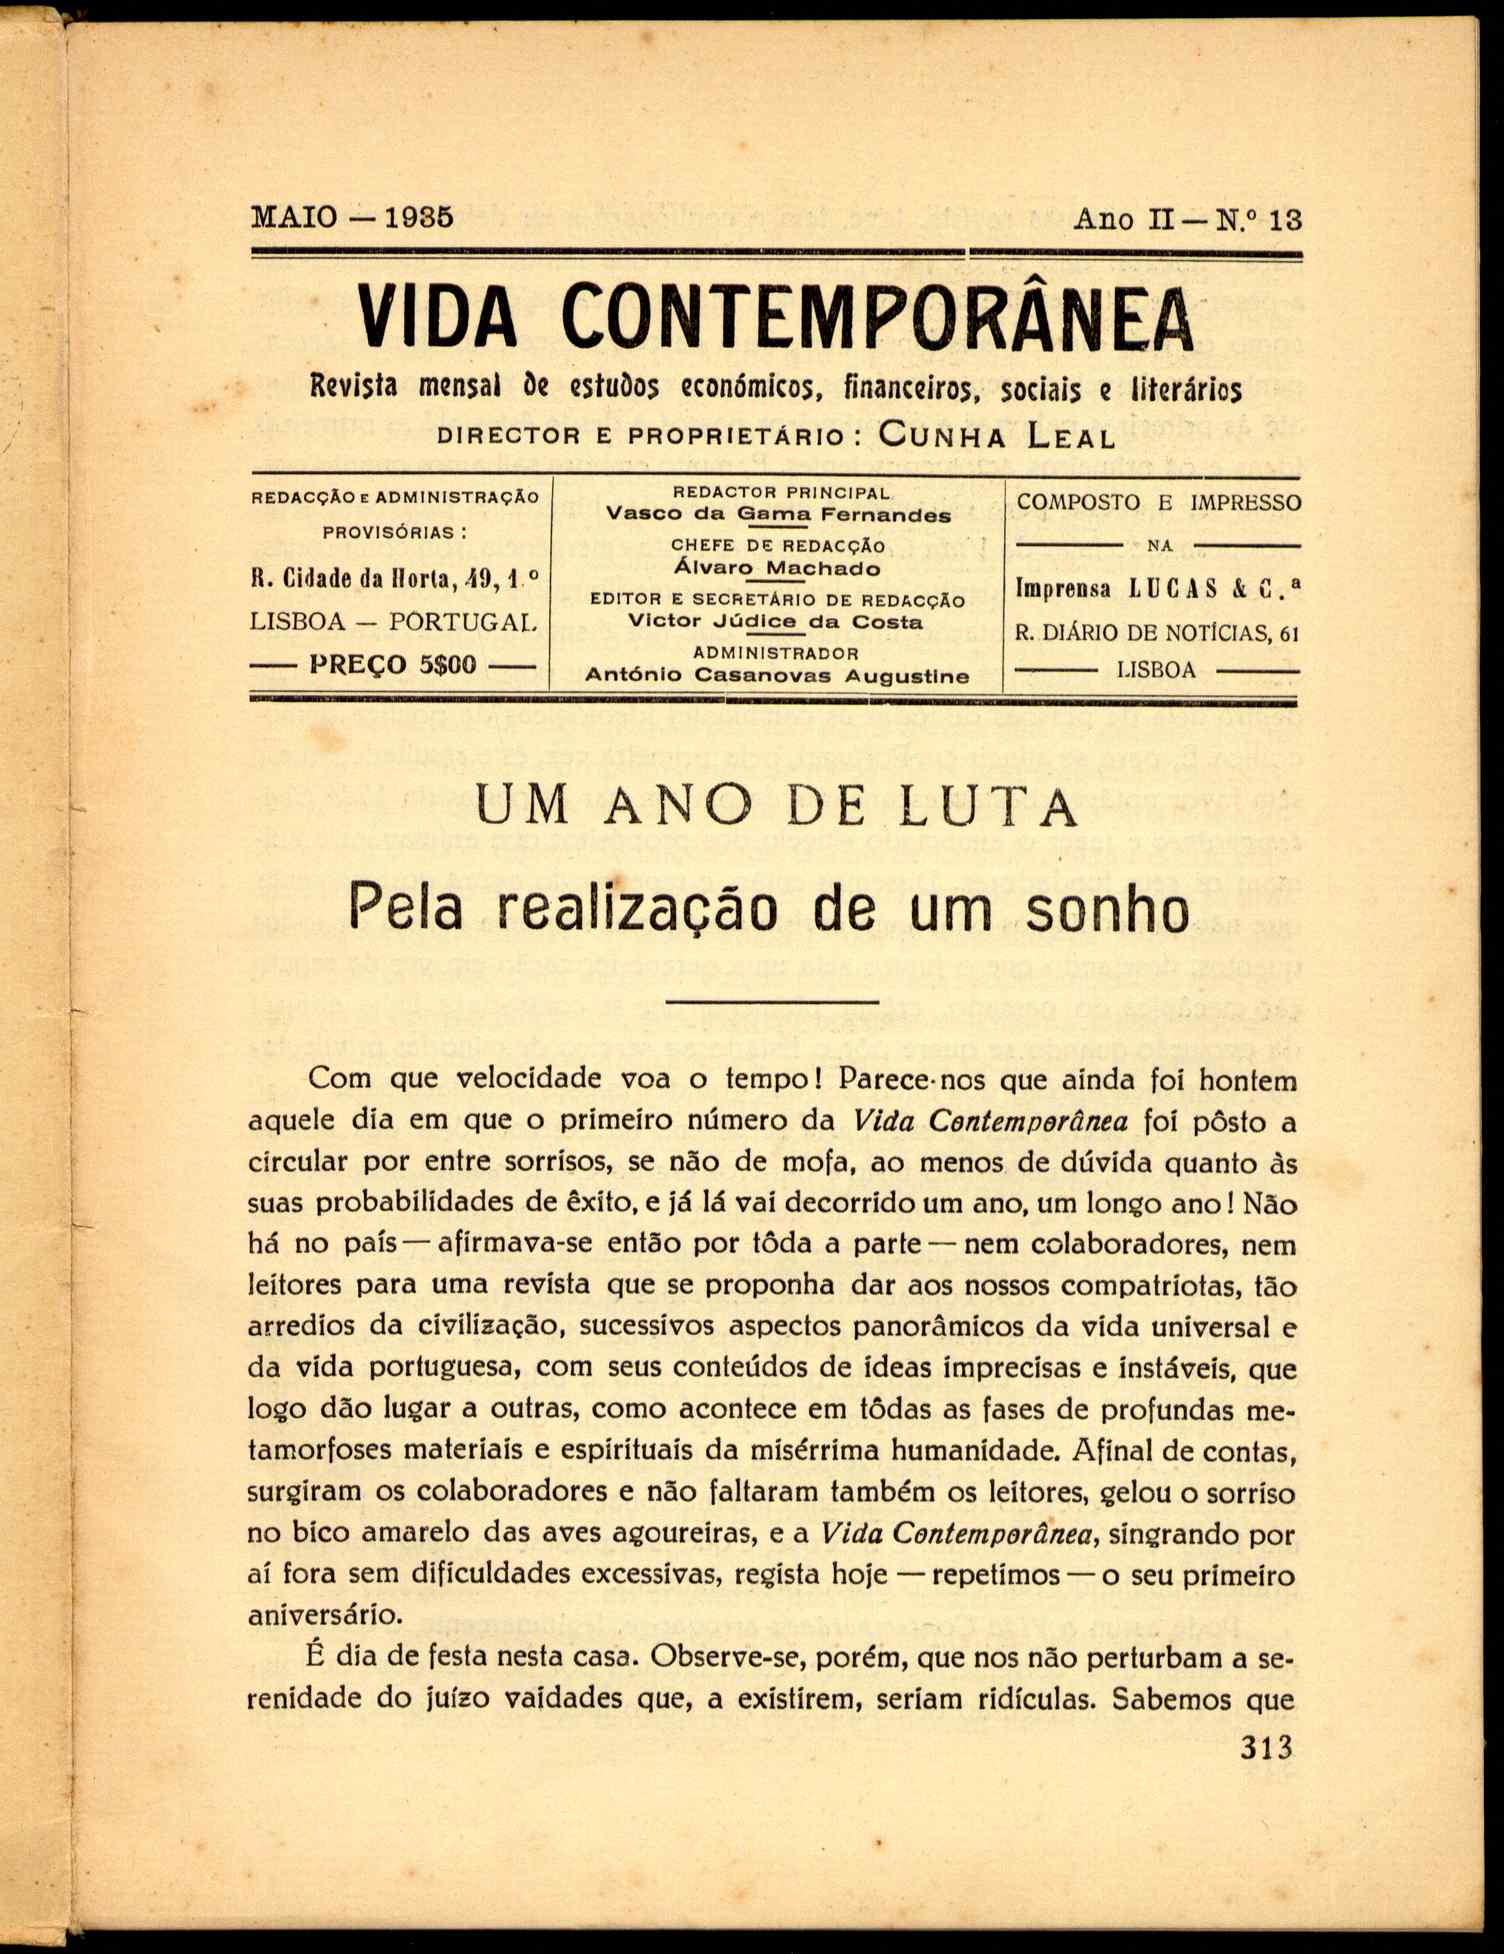 MAIO — 1935
Ano II — N.º 13
VIDA CONTEMPORÂNEA
Revista mensal de estudos económicos, financeiros, sociais e literários
DIRECTOR E PROPRIETÁRIO: CUNHA LEAL
REDACÇÃO E ADMINISTRAÇÃO
PROVISÓRIAS:
R. Cidade da Horta, 49, 1.º
LISBOA — PORTUGAL
PREÇO 5$00
REDACTOR PRINCIPAL
Vasco da Gama Fernandes
CHEFE DE REDACÇÃO
Álvaro Machado
EDITOR E SECRETÁRIO DE REDACÇÃO
Victor Júdice da Costa
ADMINISTRADOR
António Casanovas Augustine
COMPOSTO E IMPRESSO
NA
Imprensa LUCAS & C.ª
R. DIÁRIO DE NOTÍCIAS, 61
LISBOA
UM ANO DE LUTA
Pela realização de um sonho
Com que velocidade voa o tempo! Parece-nos que ainda foi hontem
aquele dia em que o primeiro número da Vida Contemporânea foi pôsto a
circular por entre sorrisos, se não de mofa, ao menos de dúvida quanto às
suas probabilidades de êxito, e já lá vai decorrido um ano, um longo ano! Não
há no país — afirmava-se então por tôda a parte — nem colaboradores, nem
leitores para uma revista que se proponha dar aos nossos compatriotas, tão
arredios da civilização, sucessivos aspectos panorâmicos da vida universal e
da vida portuguesa, com seus conteúdos de ideas imprecisas e instáveis, que
logo dão lugar a outras, como acontece em tôdas as fases de profundas me-
tamorfoses materiais e espirituais da misérrima humanidade. Afinal de contas,
surgiram os colaboradores e não faltaram também os leitores, gelou o sorriso
no bico amarelo das aves agoureiras, e a Vida Contemporânea, singrando por
aí fora sem dificuldades excessivas, regista hoje — repetimos — o seu primeiro
aniversário.
É dia de festa nesta casa. Observe-se, porém, que nos não perturbam a se-
renidade do juízo vaidades que, a existirem, seriam ridículas. Sabemos que
313